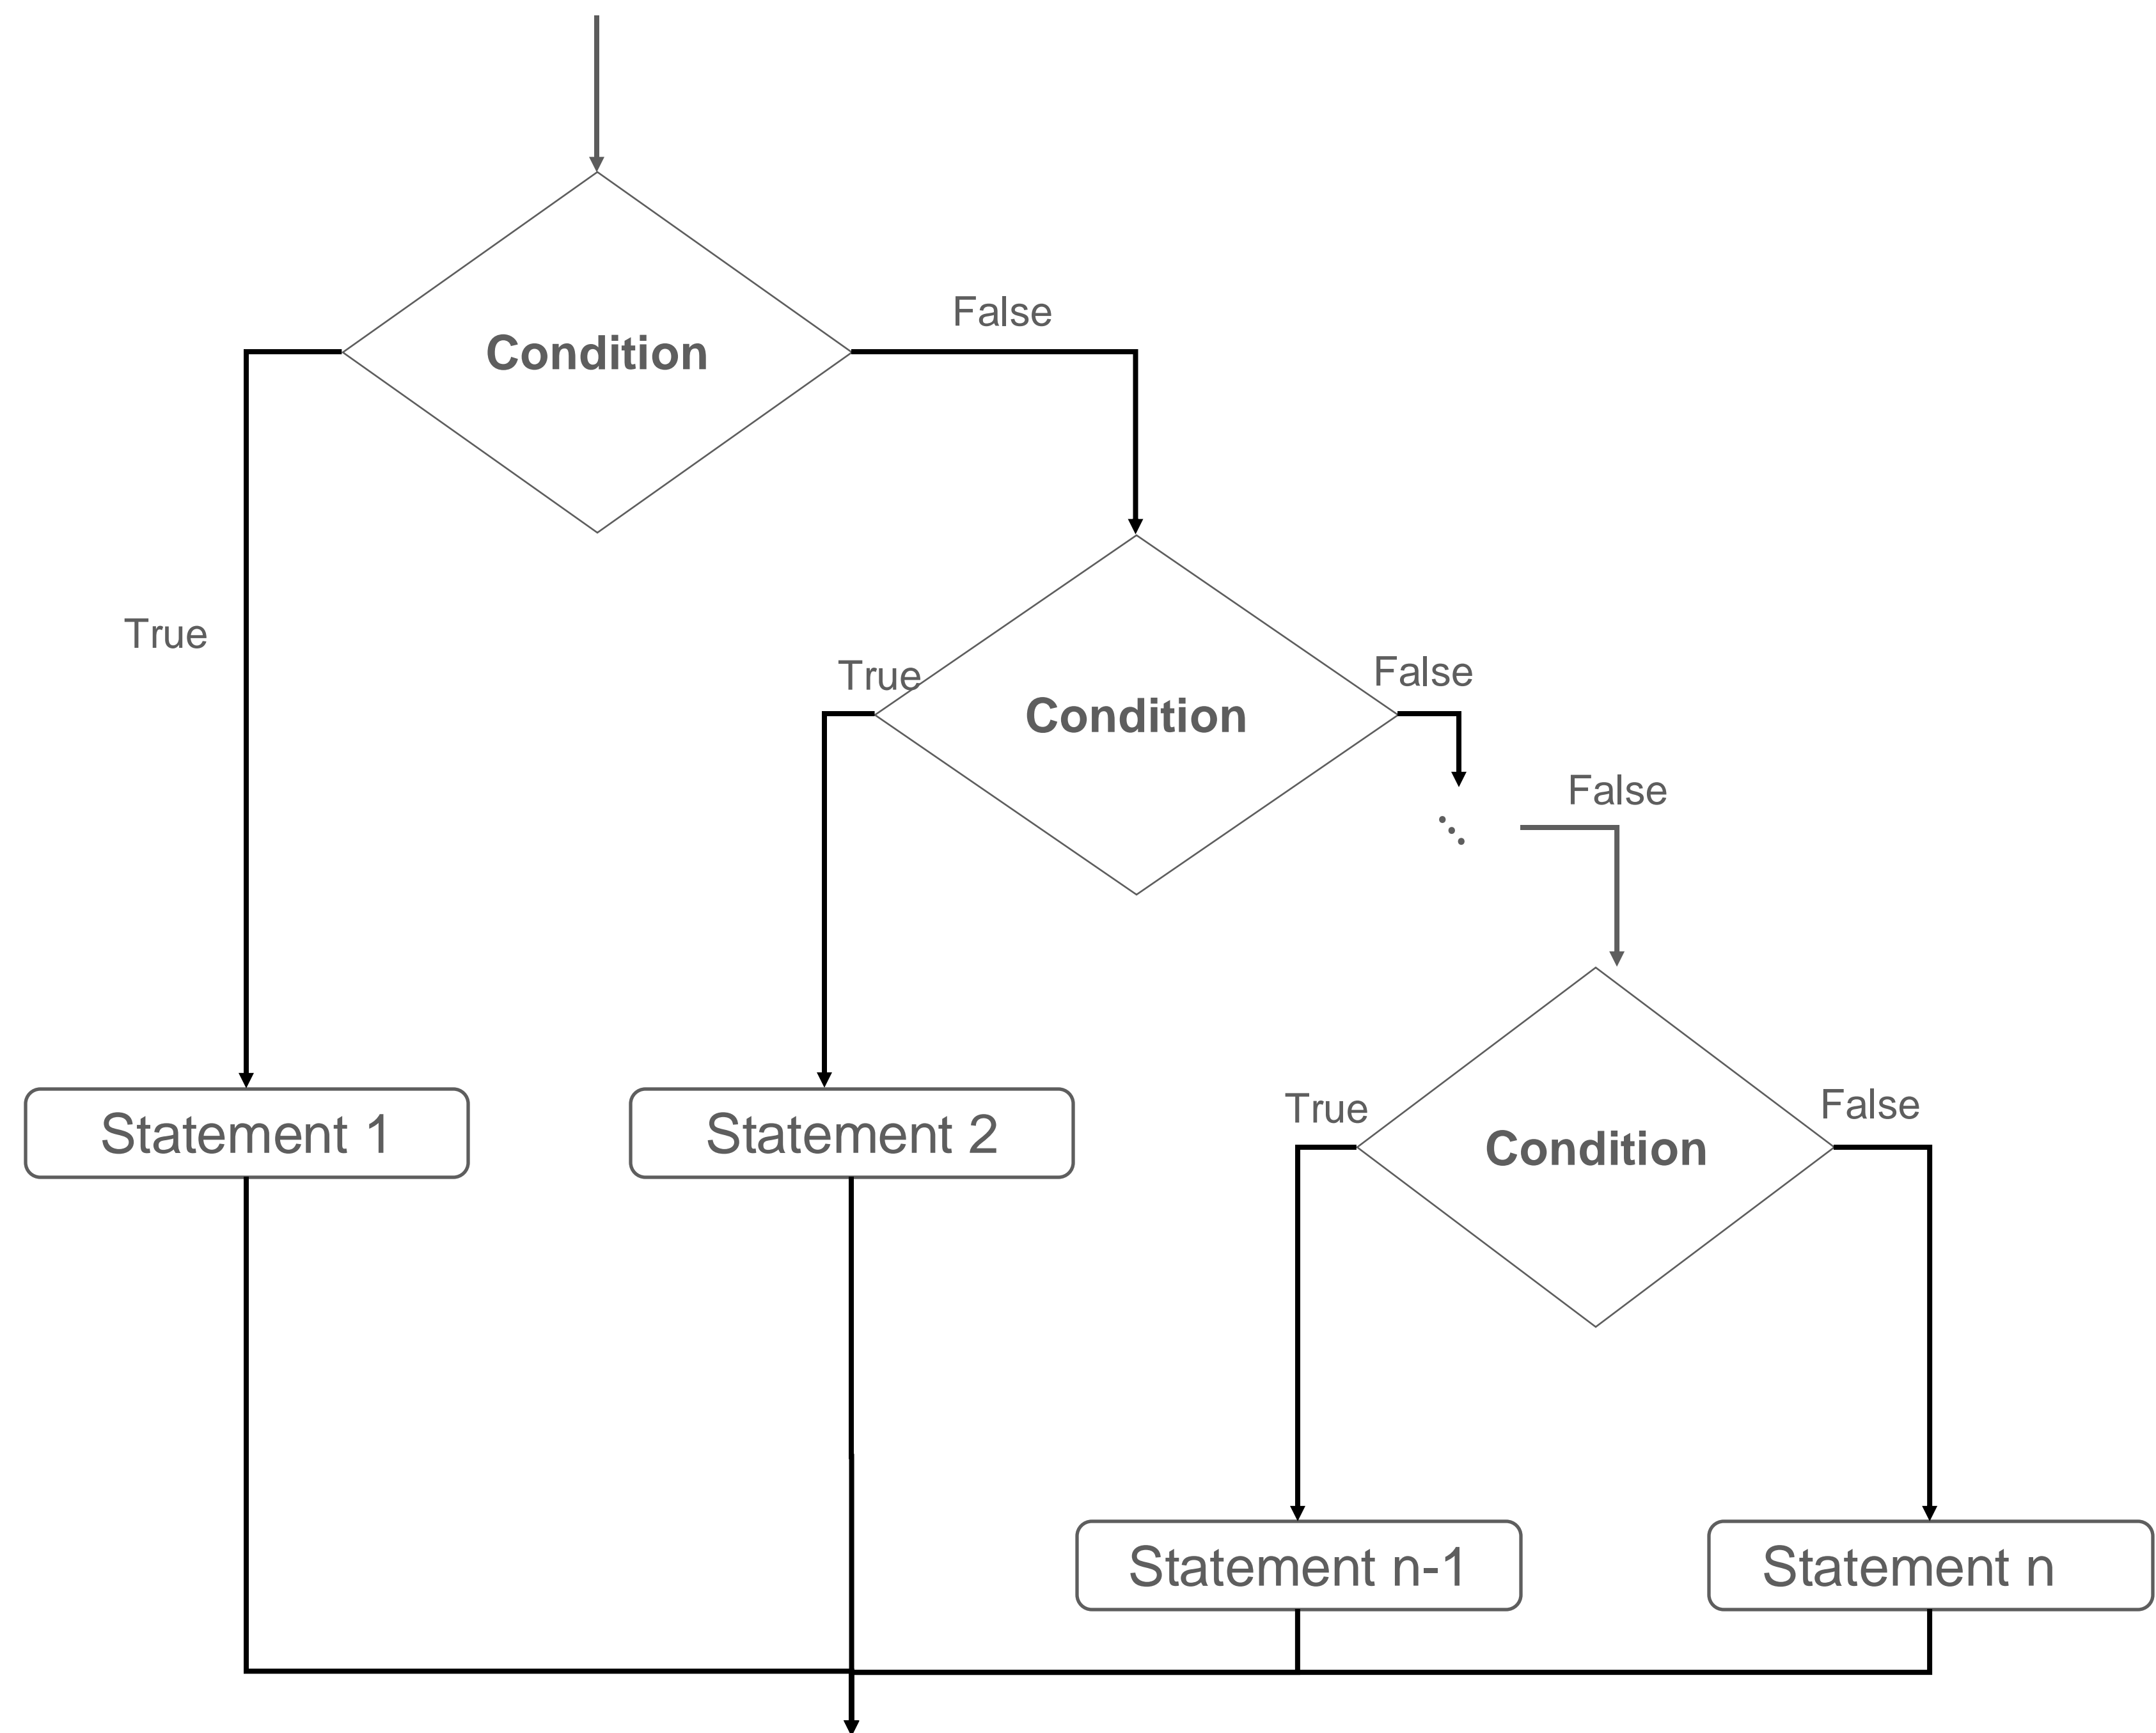 False
Condition
True
True
False
Condition
False
Statement 1
Statement 2
True
False
Condition
Statement n-1
Statement n